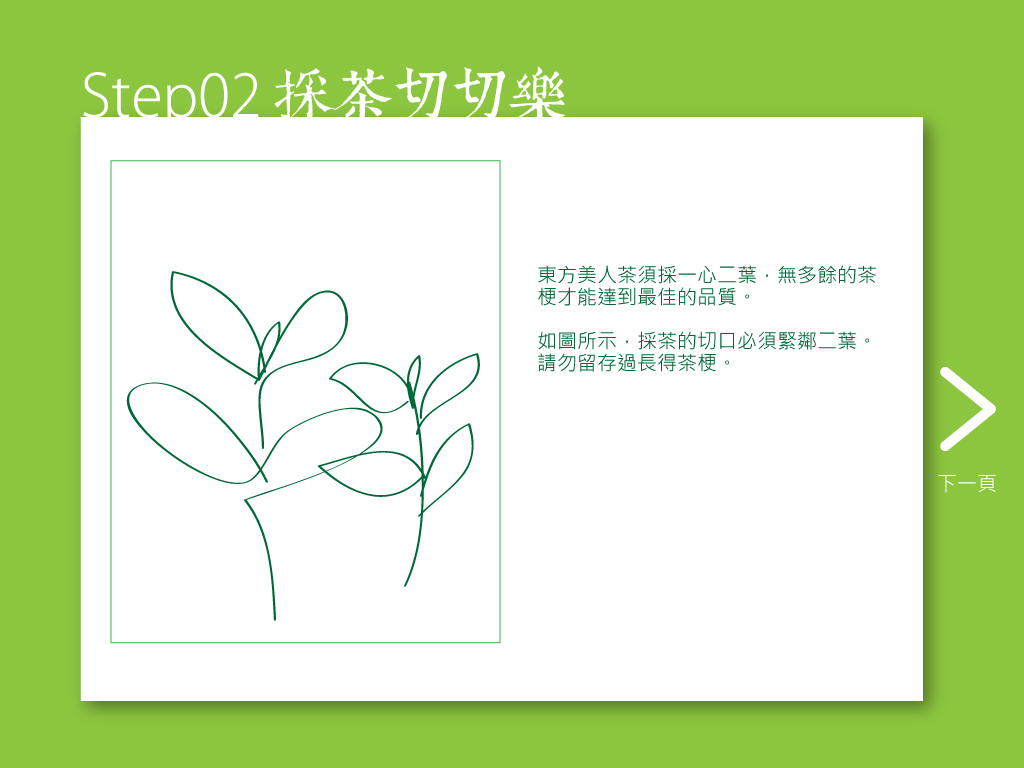 Step02 採茶切切樂
東方美人茶須採一心二葉，無多餘的茶
梗才能達到最佳的品質。
如圖所示，採茶的切口必須緊鄰二葉。
請勿留存過長得茶梗。
下一頁